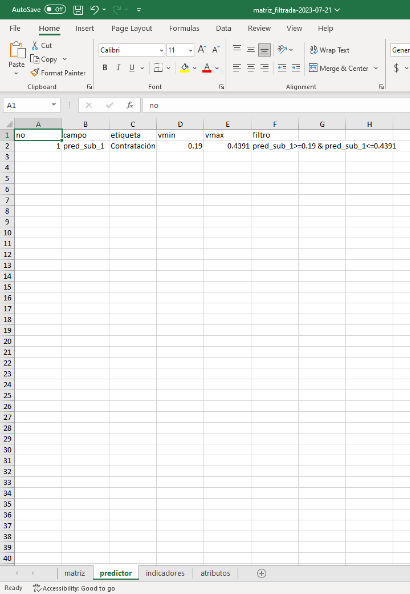 AutoSave Off matriz_filtrada-2023-07-21
File Home Insert Page Layout Formulas Data Review View Help
Paste
Cut
Copy
Format Painter
Clipboard
Calibri 11 A A
B I U A
Font
Wrap Text
Merge & Center
Alignment
Gener
$
A1 fx no
A B C D E F G H
1 no campo etiqueta vmin vmax filtro
2 1 pred_sub_1 Contratación 0.19 0.4391 pred_sub_1>=0.19 & pred_sub_1<=0.4391
3
4
5
6
7
8
9
10
11
12
13
14
15
16
17
18
19
20
21
22
23
24
25
26
27
28
29
30
31
32
33
34
35
36
37
38
39
40
matriz predictor indicadores atributos
Ready Accessibility: Good to go